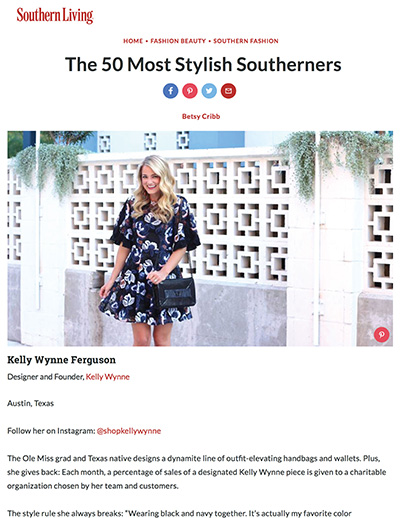 Southern Living
HOME • FASHION BEAUTY • SOUTHERN FASHION
The 50 Most Stylish Southerners
Betsy Cribb
Kelly Wynne Ferguson
Designer and Founder, Kelly Wynne
Austin, Texas
Follow her on Instagram: @shopkellywynne
The Ole Miss grad and Texas native designs a dynamite line of outfit-elevating handbags and wallets. Plus,
she gives back: Each month, a percentage of sales of a designated Kelly Wynne piece is given to a charitable
organization chosen by her team and customers.
The style rule she always breaks: "Wearing black and navy together. It's actually my favorite color